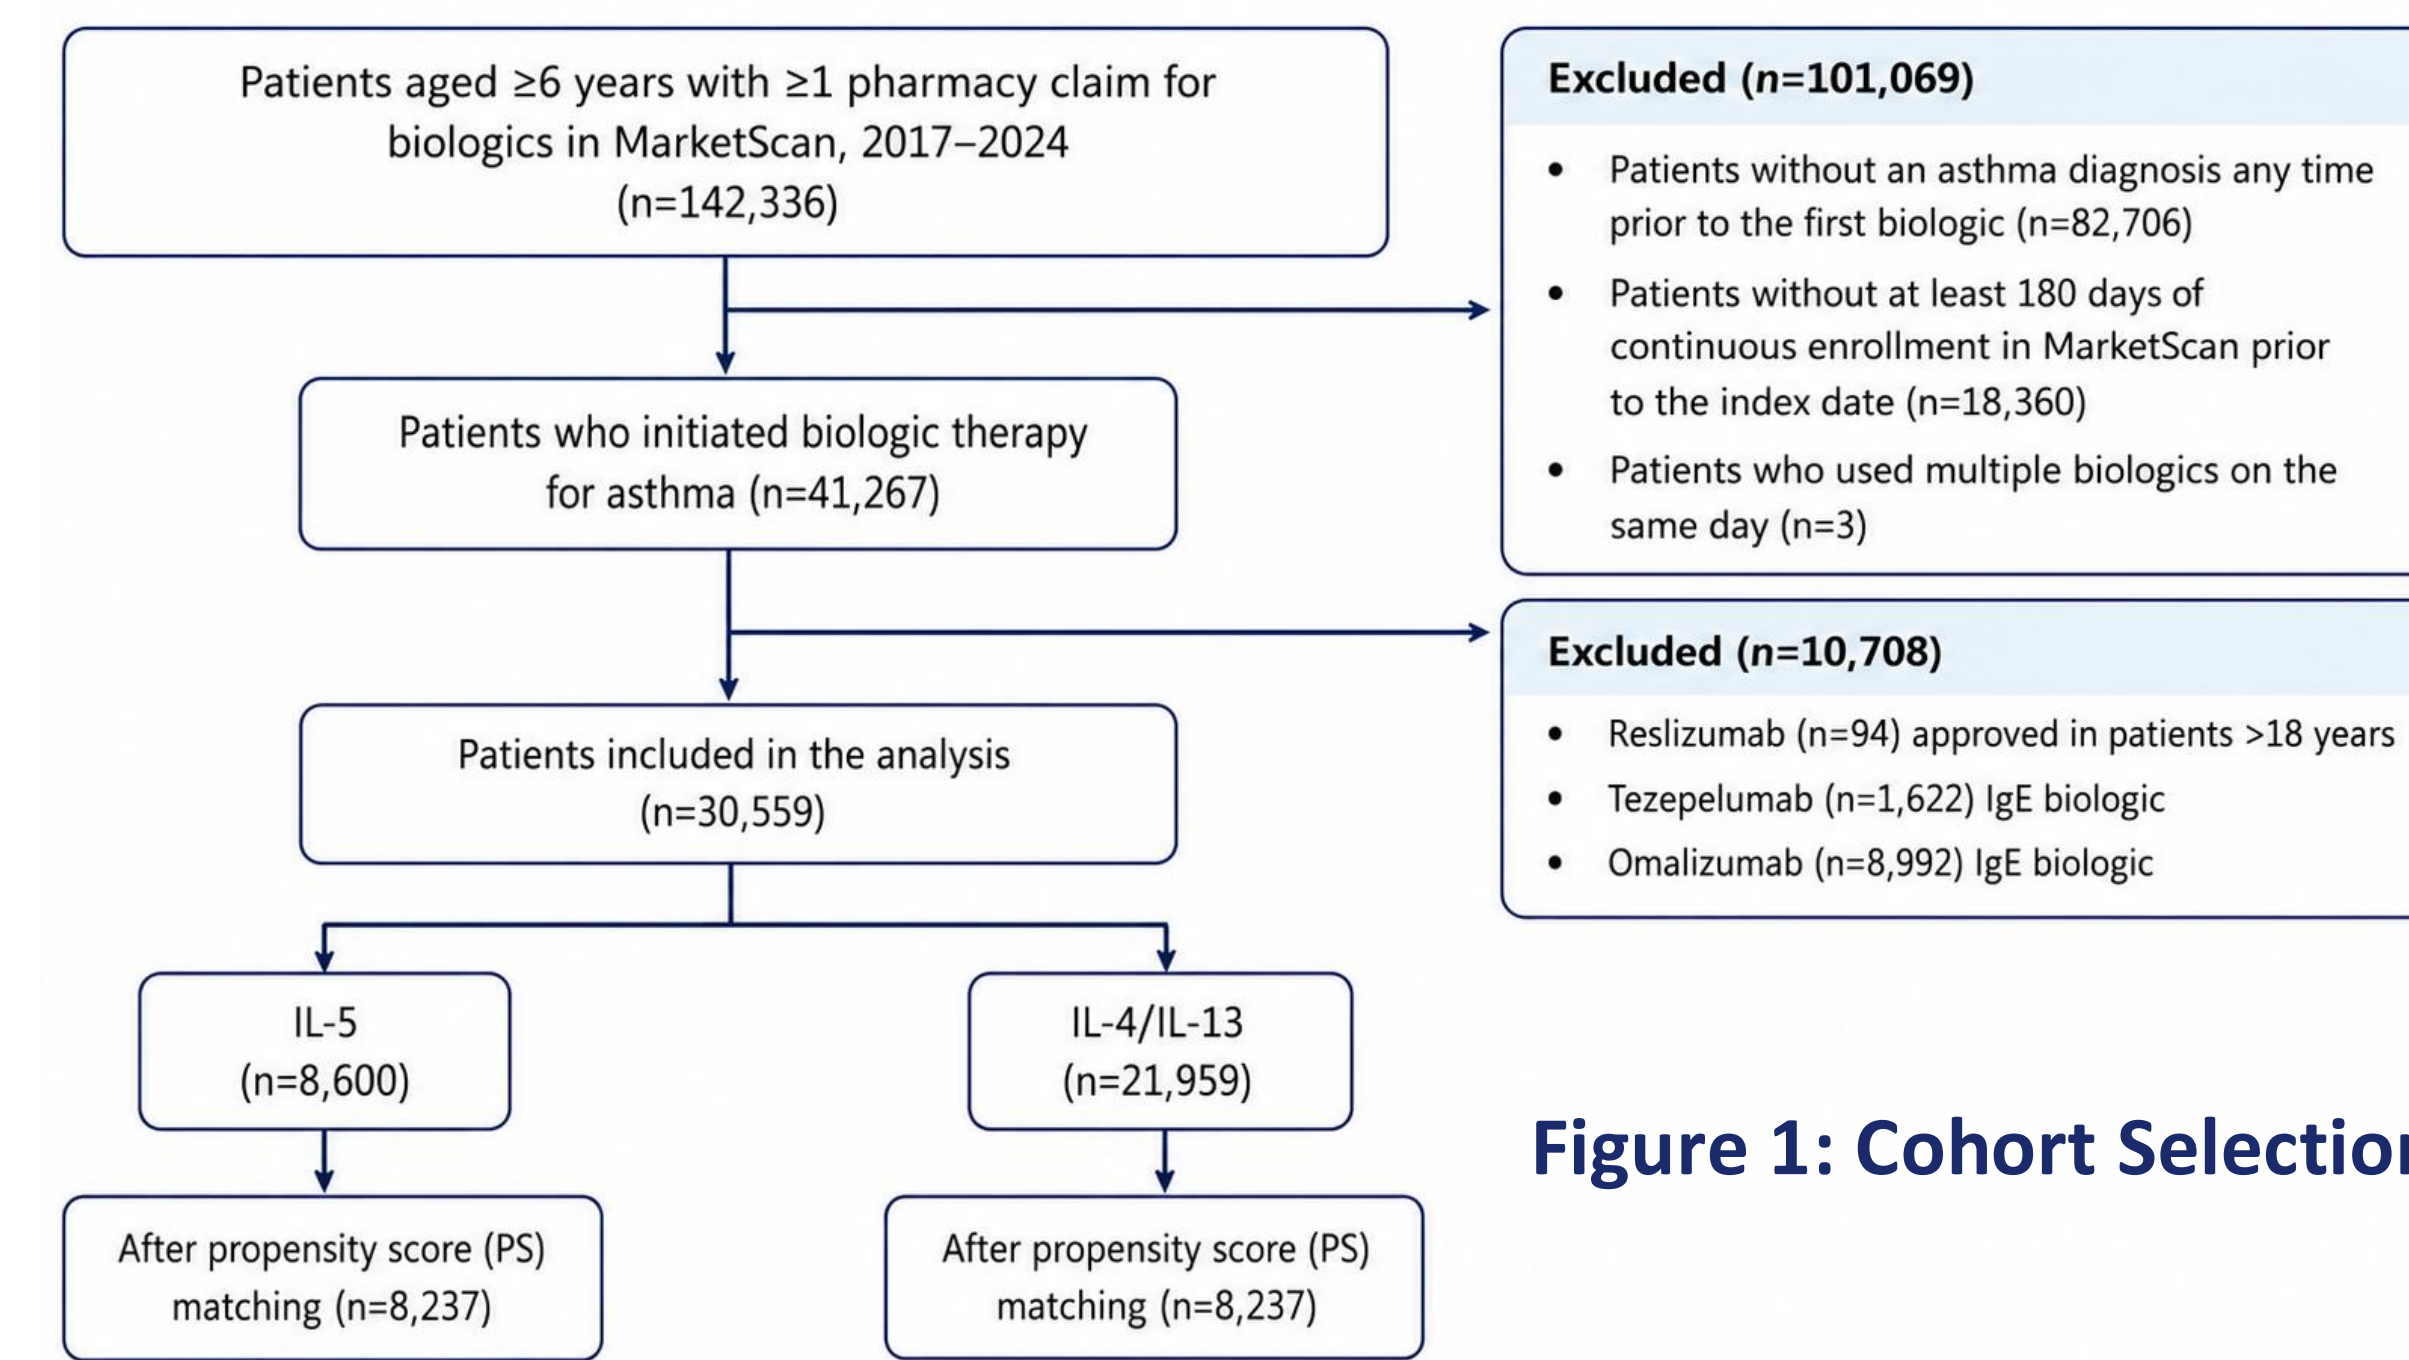 Patients aged ≥6 years with ≥1 pharmacy claim for
biologics in MarketScan, 2017–2024
(n=142,336)
Excluded (n=101,069)
• Patients without an asthma diagnosis any time
prior to the first biologic (n=82,706)
• Patients without at least 180 days of
continuous enrollment in MarketScan prior
to the index date (n=18,360)
• Patients who used multiple biologics on the
same day (n=3)
Patients who initiated biologic therapy
for asthma (n=41,267)
Excluded (n=10,708)
• Reslizumab (n=94) approved in patients >18 years
• Tezepelumab (n=1,622) IgE biologic
• Omalizumab (n=8,992) IgE biologic
Patients included in the analysis
(n=30,559)
IL-5
(n=8,600)
IL-4/IL-13
(n=21,959)
After propensity score (PS)
matching (n=8,237)
After propensity score (PS)
matching (n=8,237)
Figure 1: Cohort Selection